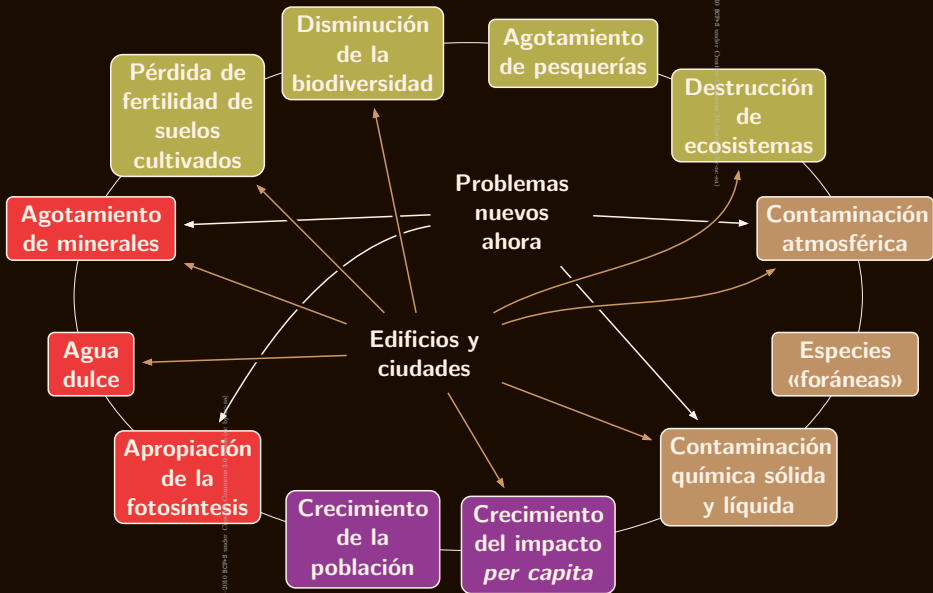 Disminución
de la
biodiversidad
Agotamiento
de pesquerías
Pérdida de
fertilidad de
suelos
cultivados
Destrucción
de
ecosistemas
Problemas
nuevos
ahora
Agotamiento
de minerales
Contaminación
atmosférica
Edificios y
ciudades
Agua
dulce
Especies
«foráneas»
Apropiación
de la
fotosíntesis
Contaminación
química sólida
y líquida
Crecimiento
de la
población
Crecimiento
del impacto
per capita